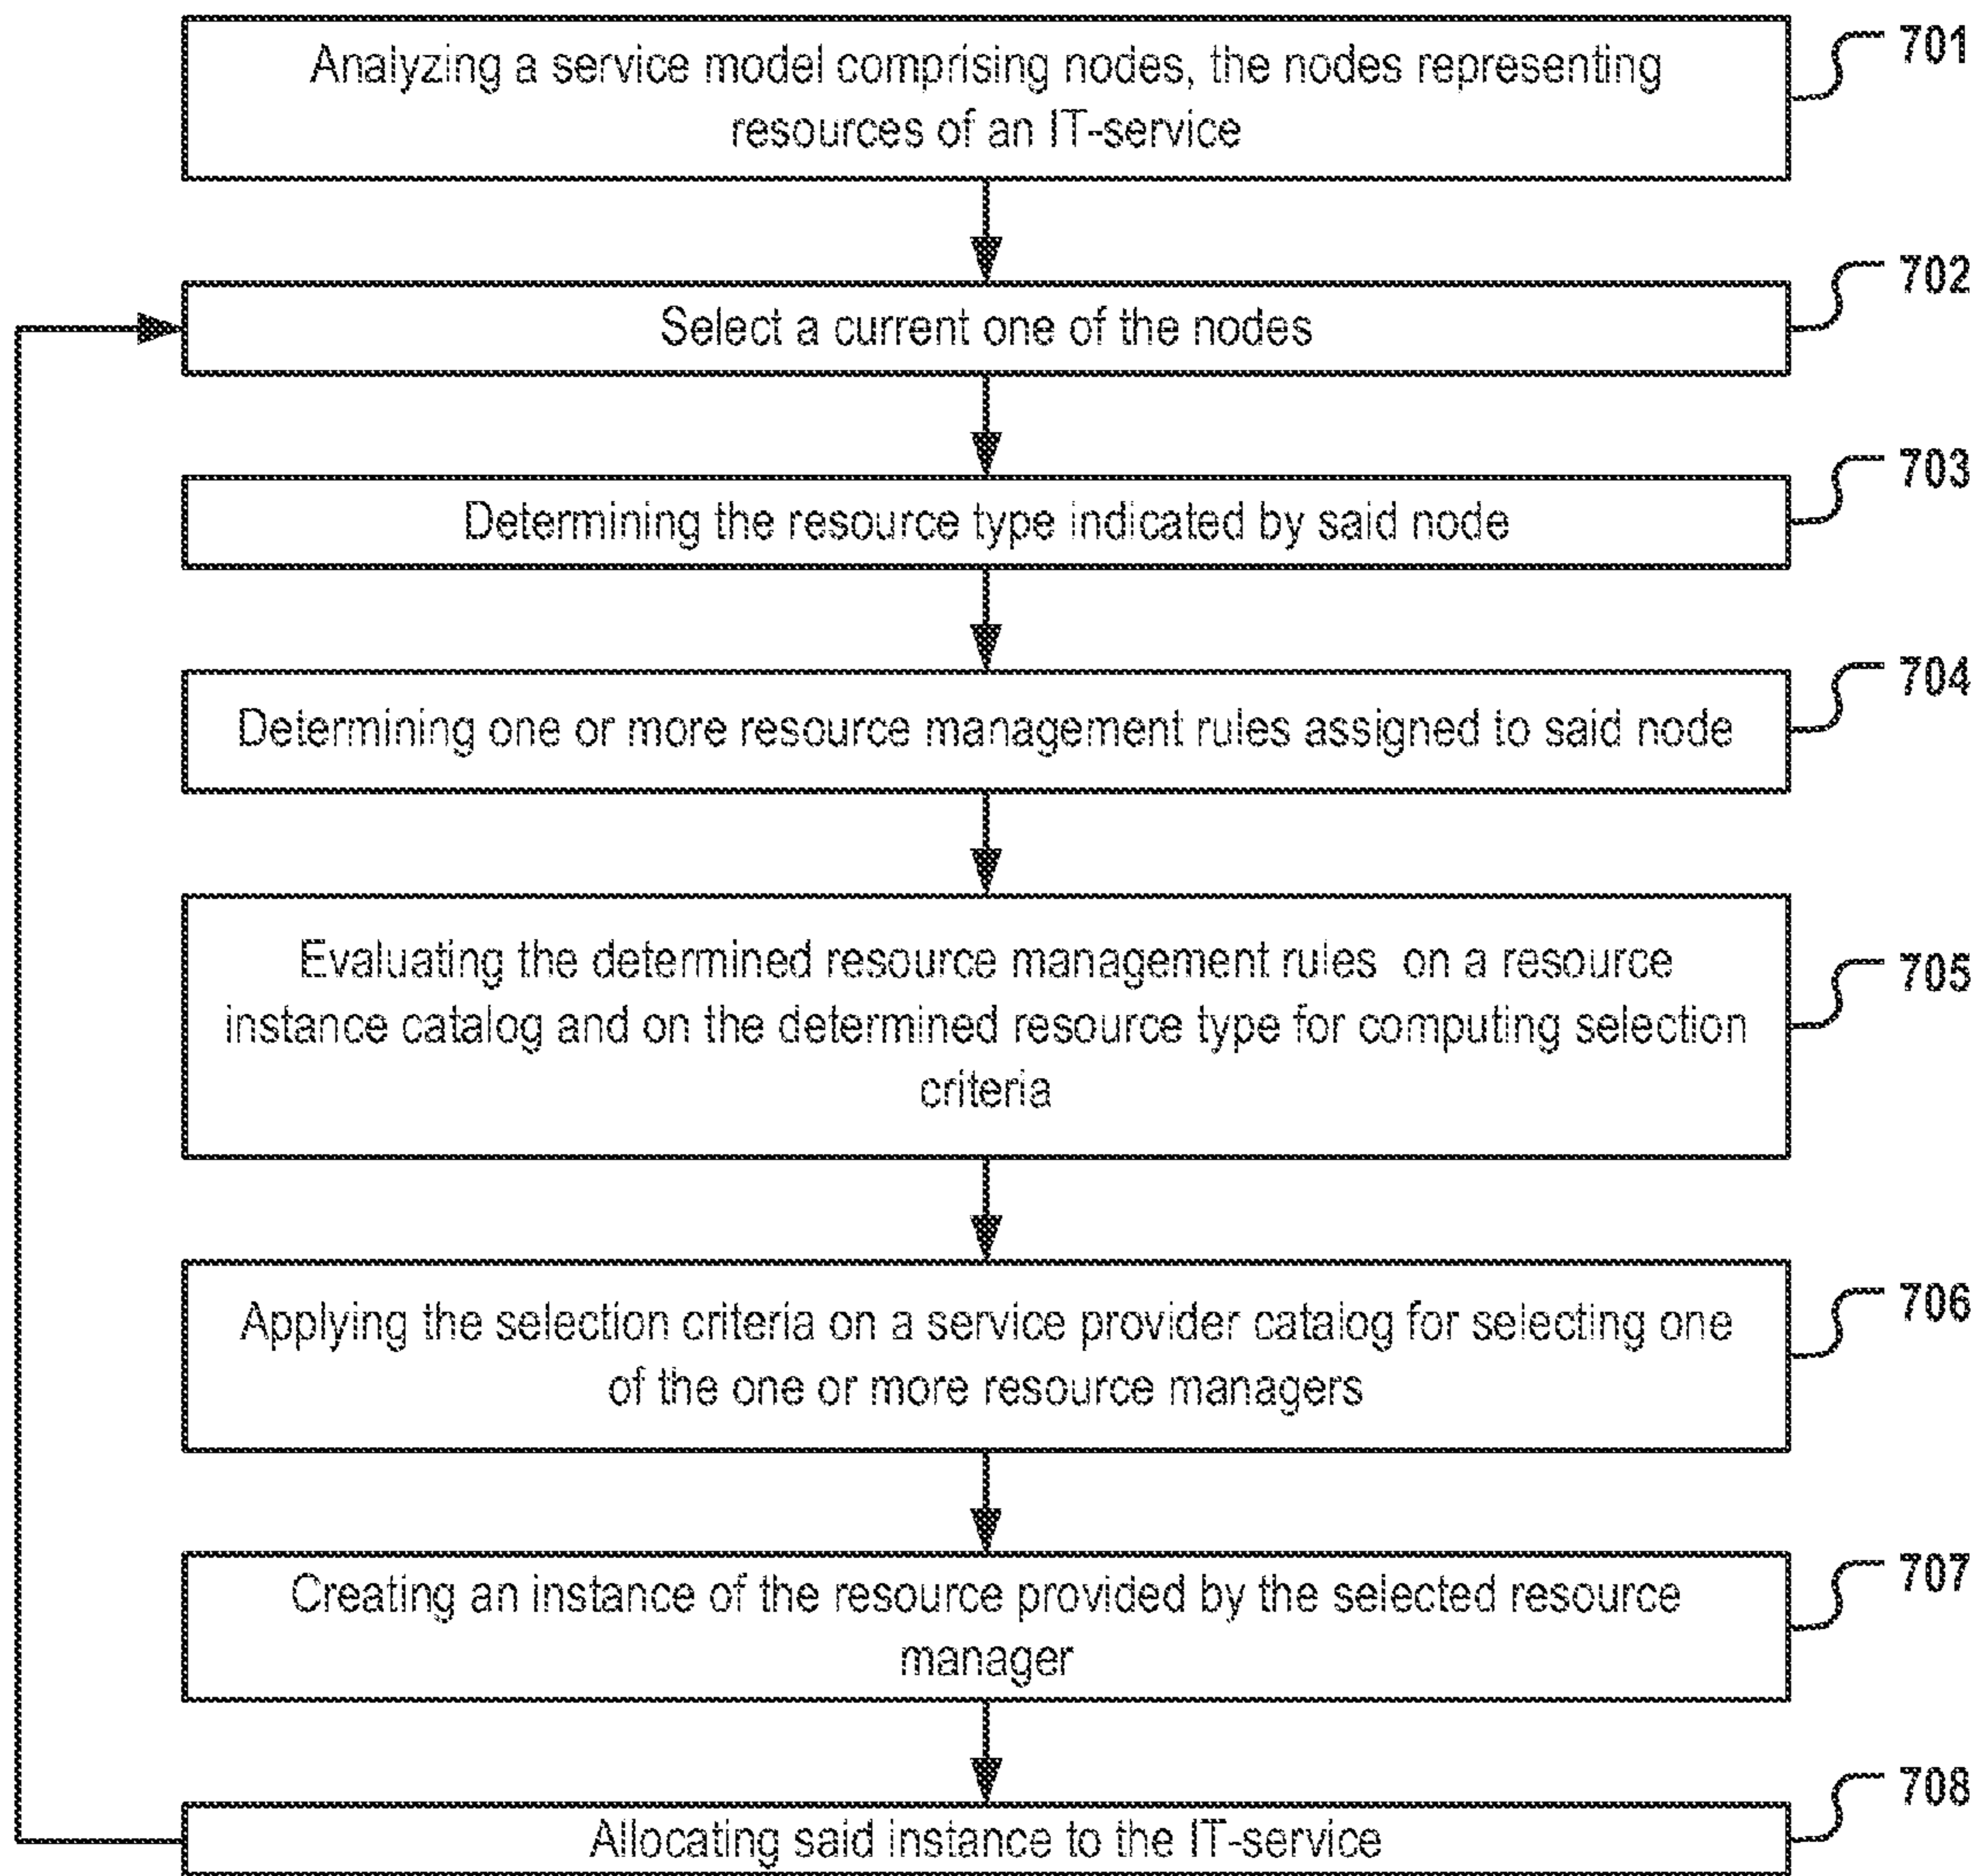 Analyzing a service model comprising nodes, the nodes representing
resources of an IT-service
701
Select a current one of the nodes
702
Determining the resource type indicated by said node
703
Determining one or more resource management rules assigned to said node
704
Evaluating the determined resource management rules on a resource
instance catalog and on the determined resource type for computing selection
criteria
705
Applying the selection criteria on a service provider catalog for selecting one
of the one or more resource managers
706
Creating an instance of the resource provided by the selected resource
manager
707
Allocating said instance to the IT-service
708